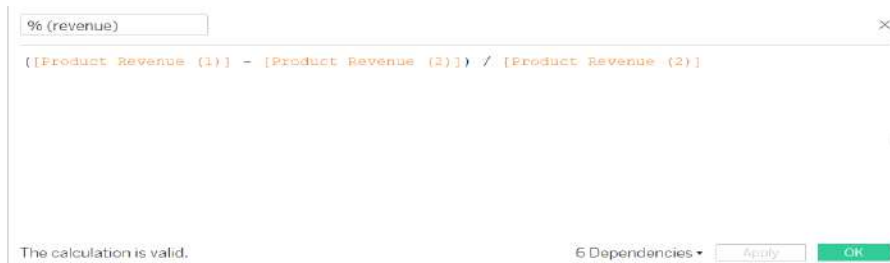 % (revenue)
([Product Revenue (1)] - [Product Revenue (2)]) / [Product Revenue (2)]
The calculation is valid.
6 Dependencies
Apply
OK